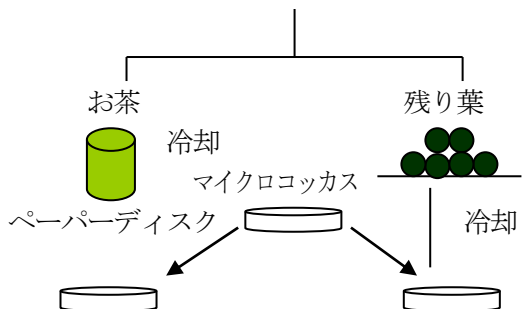 お茶
残り葉
冷却
マイクロコッカス
ペーパーディスク
冷却